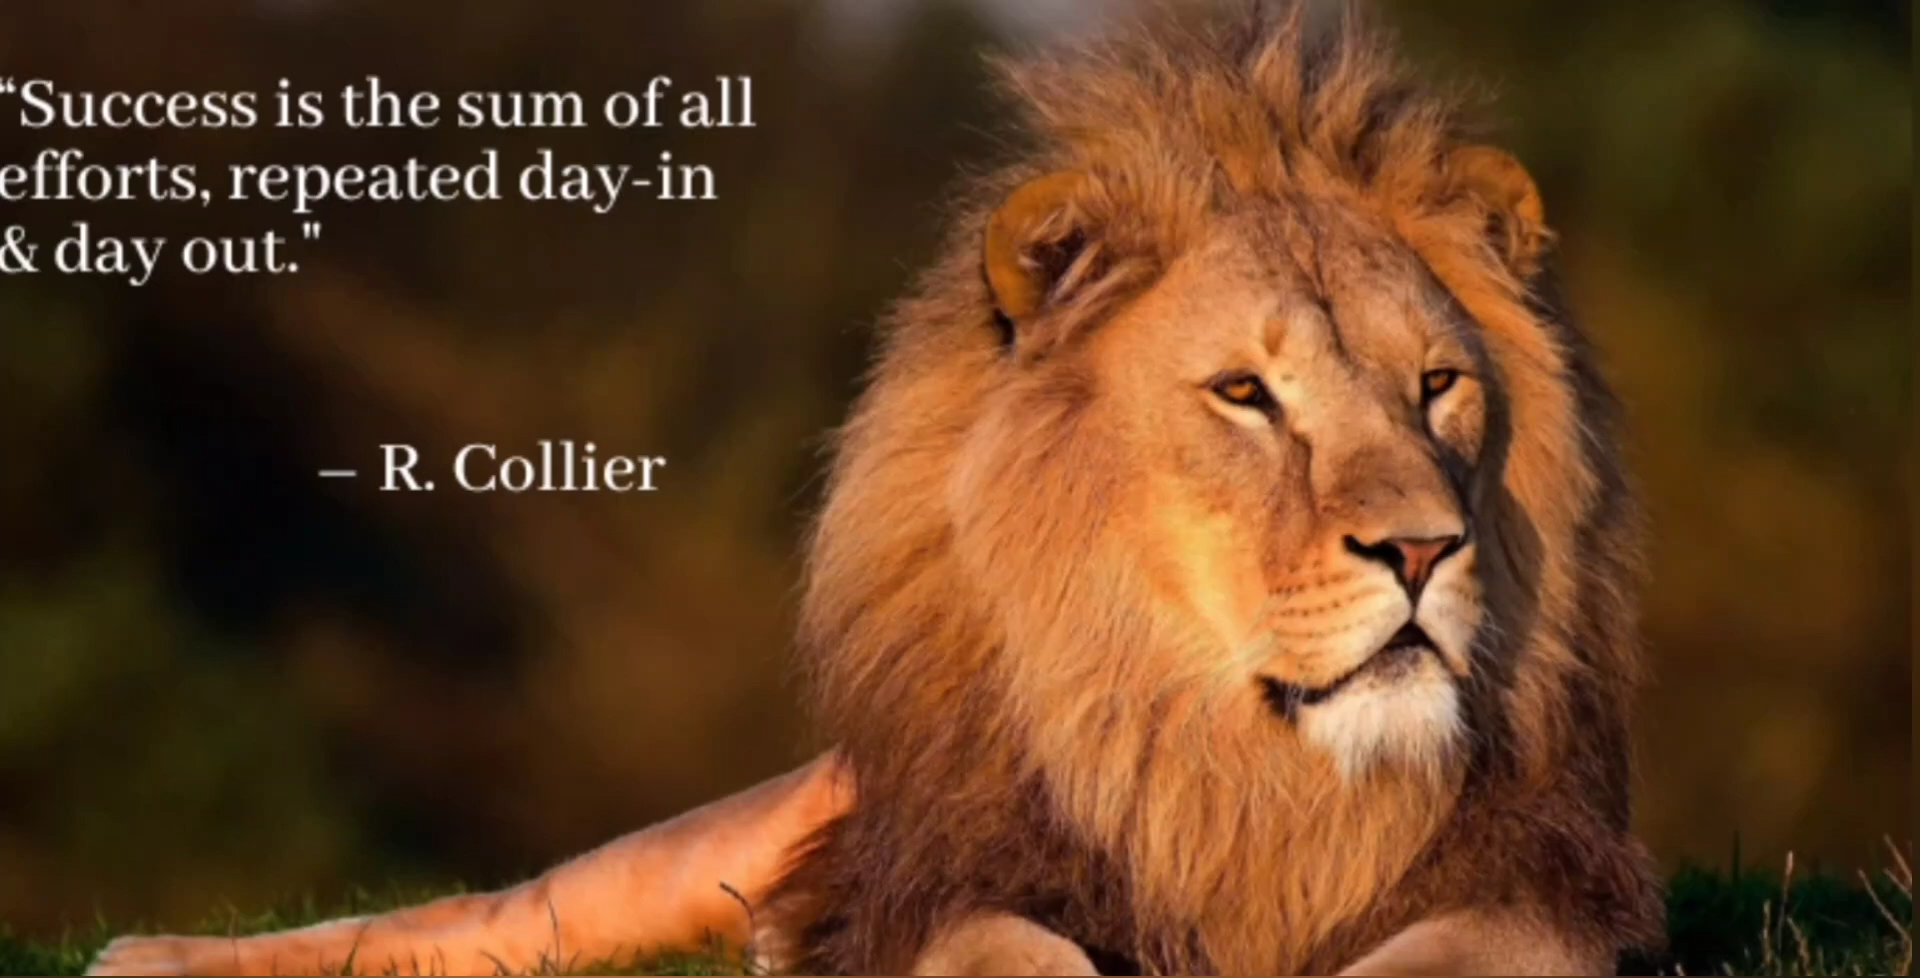 “Success is the sum of all
efforts, repeated day-in
& day out."
– R. Collier